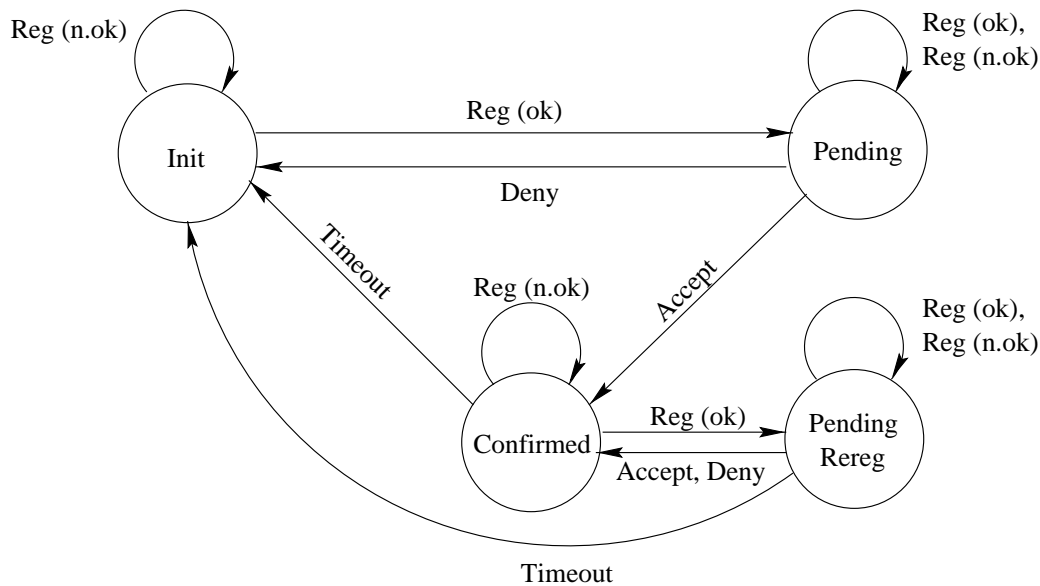 Reg (n.ok)
Reg (ok),
Reg (n.ok)
Reg (ok)
Init
Pending
Deny
Timeout
Accept
Reg (n.ok)
Reg (ok),
Reg (n.ok)
Reg (ok)
Confirmed
Pending
Rereg
Accept, Deny
Timeout